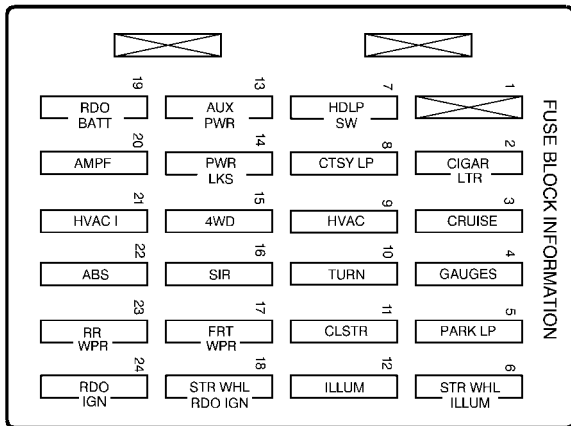 19 13 7 1
RDO BATT
AUX PWR
HDLP SW
20 14 8 2
AMPF
PWR LKS
CTSY LP
CIGAR LTR
21 15 9 3
HVAC I
4WD
HVAC
CRUISE
22 16 10 4
ABS
SIR
TURN
GAUGES
23 17 11 5
RR WPR
FRT WPR
CLSTR
PARK LP
24 18 12 6
RDO IGN
STR WHL RDO IGN
ILLUM
STR WHL ILLUM
FUSE BLOCK INFORMATION